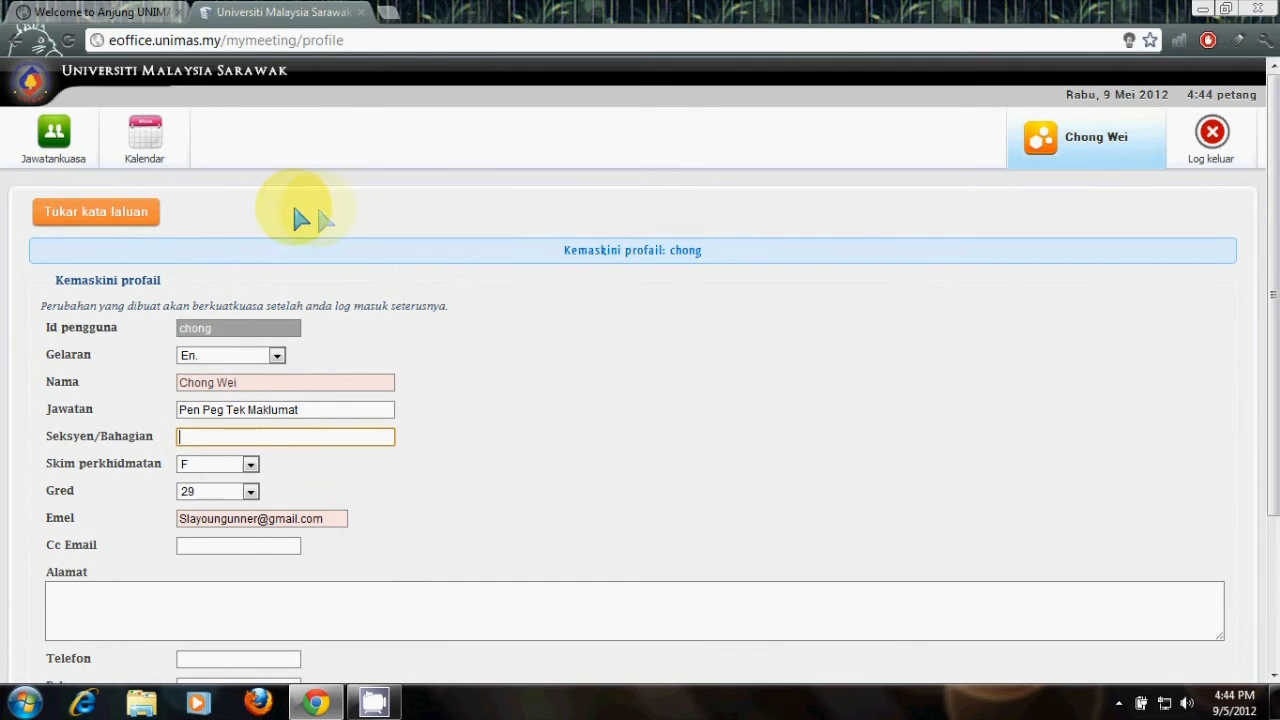 Welcome to Anjung UNIMA
Universiti Malaysia Sarawak
eoffice.unimas.my/mymeeting/profile
UNIVERSITI MALAYSIA SARAWAK
Rabu, 9 Mei 2012 4:44 petang
Jawatankuasa
Kalendar
Chong Wei
Log keluar
Tukar kata laluan
Kemaskini profail: chong
Kemaskini profail
Perubahan yang dibuat akan berkuatkuasa setelah anda log masuk seterusnya.
Id pengguna chong
Gelaran En.
Nama Chong Wei
Jawatan Pen Peg Tek Maklumat
Seksyen/Bahagian
Skim perkhidmatan F
Gred 29
Emel Slayoungunner@gmail.com
Cc Email
Alamat
Telefon
4:44 PM
9/5/2012